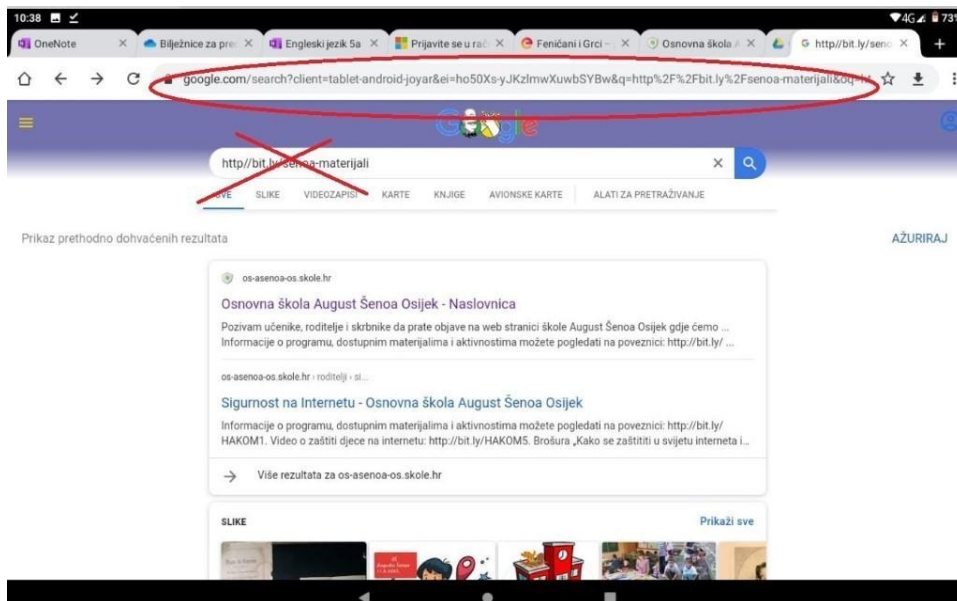 10:38 4G 73%
OneNote Bilježnice za pre Engleski jezik 5a Prijavite se u rač Feničani i Grci – Osnovna škola A http//bit.ly/seno
google.com/search?client=tablet-android-joyar&ei=ho50Xs-yJKzlmwXuwbSYBw&q=http%2F%2Fbit.ly%2Fsenoa-materijali&oq=ht
Google
http//bit.ly/senoa-materijali
SVE SLIKE VIDEOZAPISI KARTE KNJIGE AVIONSKE KARTE ALATI ZA PRETRAŽIVANJE
Prikaz prethodno dohvaćenih rezultata AŽURIRAJ
os-asenoa-os.skole.hr
Osnovna škola August Šenoa Osijek - Naslovnica
Pozivam učenike, roditelje i skrbnike da prate objave na web stranici škole August Šenoa Osijek gdje ćemo ...
Informacije o programu, dostupnim materijalima i aktivnostima možete pogledati na poveznici: http://bit.ly/ ...
os-asenoa-os.skole.hr › roditelji › si...
Sigurnost na Internetu - Osnovna škola August Šenoa Osijek
Informacije o programu, dostupnim materijalima i aktivnostima možete pogledati na poveznici: http://bit.ly/
HAKOM1. Video o zaštiti djece na internetu: http://bit.ly/HAKOM5. Brošura „Kako se zaštititi u svijetu interneta i...
Više rezultata za os-asenoa-os.skole.hr
SLIKE Prikaži sve